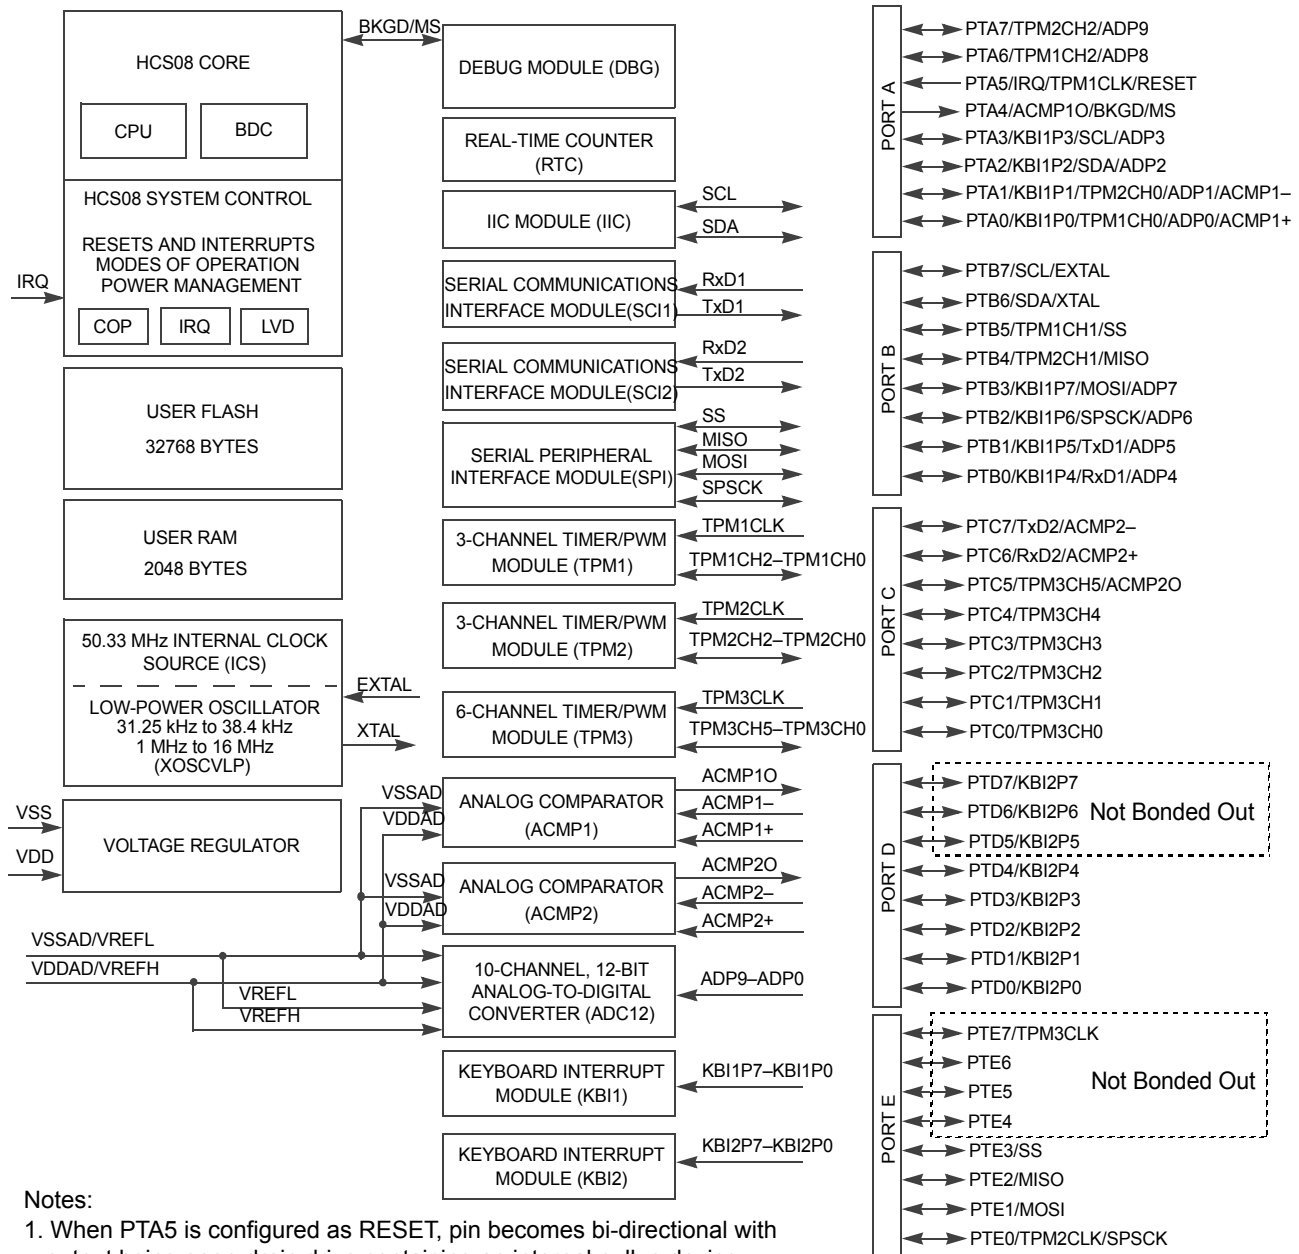 HCS08 CORE
CPU
BDC
HCS08 SYSTEM CONTROL
RESETS AND INTERRUPTS
MODES OF OPERATION
POWER MANAGEMENT
IRQ
COP
IRQ
LVD
USER FLASH
32768 BYTES
USER RAM
2048 BYTES
50.33 MHz INTERNAL CLOCK
SOURCE (ICS)
LOW-POWER OSCILLATOR
31.25 kHz to 38.4 kHz
1 MHz to 16 MHz
(XOSCVLP)
EXTAL
XTAL
VSS
VDD
VOLTAGE REGULATOR
VSSAD/VREFL
VDDAD/VREFH
VREFL
VREFH
BKGD/MS
DEBUG MODULE (DBG)
REAL-TIME COUNTER
(RTC)
IIC MODULE (IIC)
SCL
SDA
SERIAL COMMUNICATIONS
INTERFACE MODULE(SCI1)
RxD1
TxD1
SERIAL COMMUNICATIONS
INTERFACE MODULE(SCI2)
RxD2
TxD2
SERIAL PERIPHERAL
INTERFACE MODULE(SPI)
SS
MISO
MOSI
SPSCK
3-CHANNEL TIMER/PWM
MODULE (TPM1)
TPM1CLK
TPM1CH2–TPM1CH0
3-CHANNEL TIMER/PWM
MODULE (TPM2)
TPM2CLK
TPM2CH2–TPM2CH0
6-CHANNEL TIMER/PWM
MODULE (TPM3)
TPM3CLK
TPM3CH5–TPM3CH0
VSSAD
VDDAD
ANALOG COMPARATOR
(ACMP1)
ACMP1O
ACMP1–
ACMP1+
VSSAD
VDDAD
ANALOG COMPARATOR
(ACMP2)
ACMP2O
ACMP2–
ACMP2+
10-CHANNEL, 12-BIT
ANALOG-TO-DIGITAL
CONVERTER (ADC12)
ADP9–ADP0
KEYBOARD INTERRUPT
MODULE (KBI1)
KBI1P7–KBI1P0
KEYBOARD INTERRUPT
MODULE (KBI2)
KBI2P7–KBI2P0
PORT A
PTA7/TPM2CH2/ADP9
PTA6/TPM1CH2/ADP8
PTA5/IRQ/TPM1CLK/RESET
PTA4/ACMP1O/BKGD/MS
PTA3/KBI1P3/SCL/ADP3
PTA2/KBI1P2/SDA/ADP2
PTA1/KBI1P1/TPM2CH0/ADP1/ACMP1–
PTA0/KBI1P0/TPM1CH0/ADP0/ACMP1+
PORT B
PTB7/SCL/EXTAL
PTB6/SDA/XTAL
PTB5/TPM1CH1/SS
PTB4/TPM2CH1/MISO
PTB3/KBI1P7/MOSI/ADP7
PTB2/KBI1P6/SPSCK/ADP6
PTB1/KBI1P5/TxD1/ADP5
PTB0/KBI1P4/RxD1/ADP4
PORT C
PTC7/TxD2/ACMP2–
PTC6/RxD2/ACMP2+
PTC5/TPM3CH5/ACMP2O
PTC4/TPM3CH4
PTC3/TPM3CH3
PTC2/TPM3CH2
PTC1/TPM3CH1
PTC0/TPM3CH0
PORT D
PTD7/KBI2P7
PTD6/KBI2P6
Not Bonded Out
PTD5/KBI2P5
PTD4/KBI2P4
PTD3/KBI2P3
PTD2/KBI2P2
PTD1/KBI2P1
PTD0/KBI2P0
PORT E
PTE7/TPM3CLK
PTE6
PTE5
Not Bonded Out
PTE4
PTE3/SS
PTE2/MISO
PTE1/MOSI
PTE0/TPM2CLK/SPSCK
Notes:
1. When PTA5 is configured as RESET, pin becomes bi-directional with